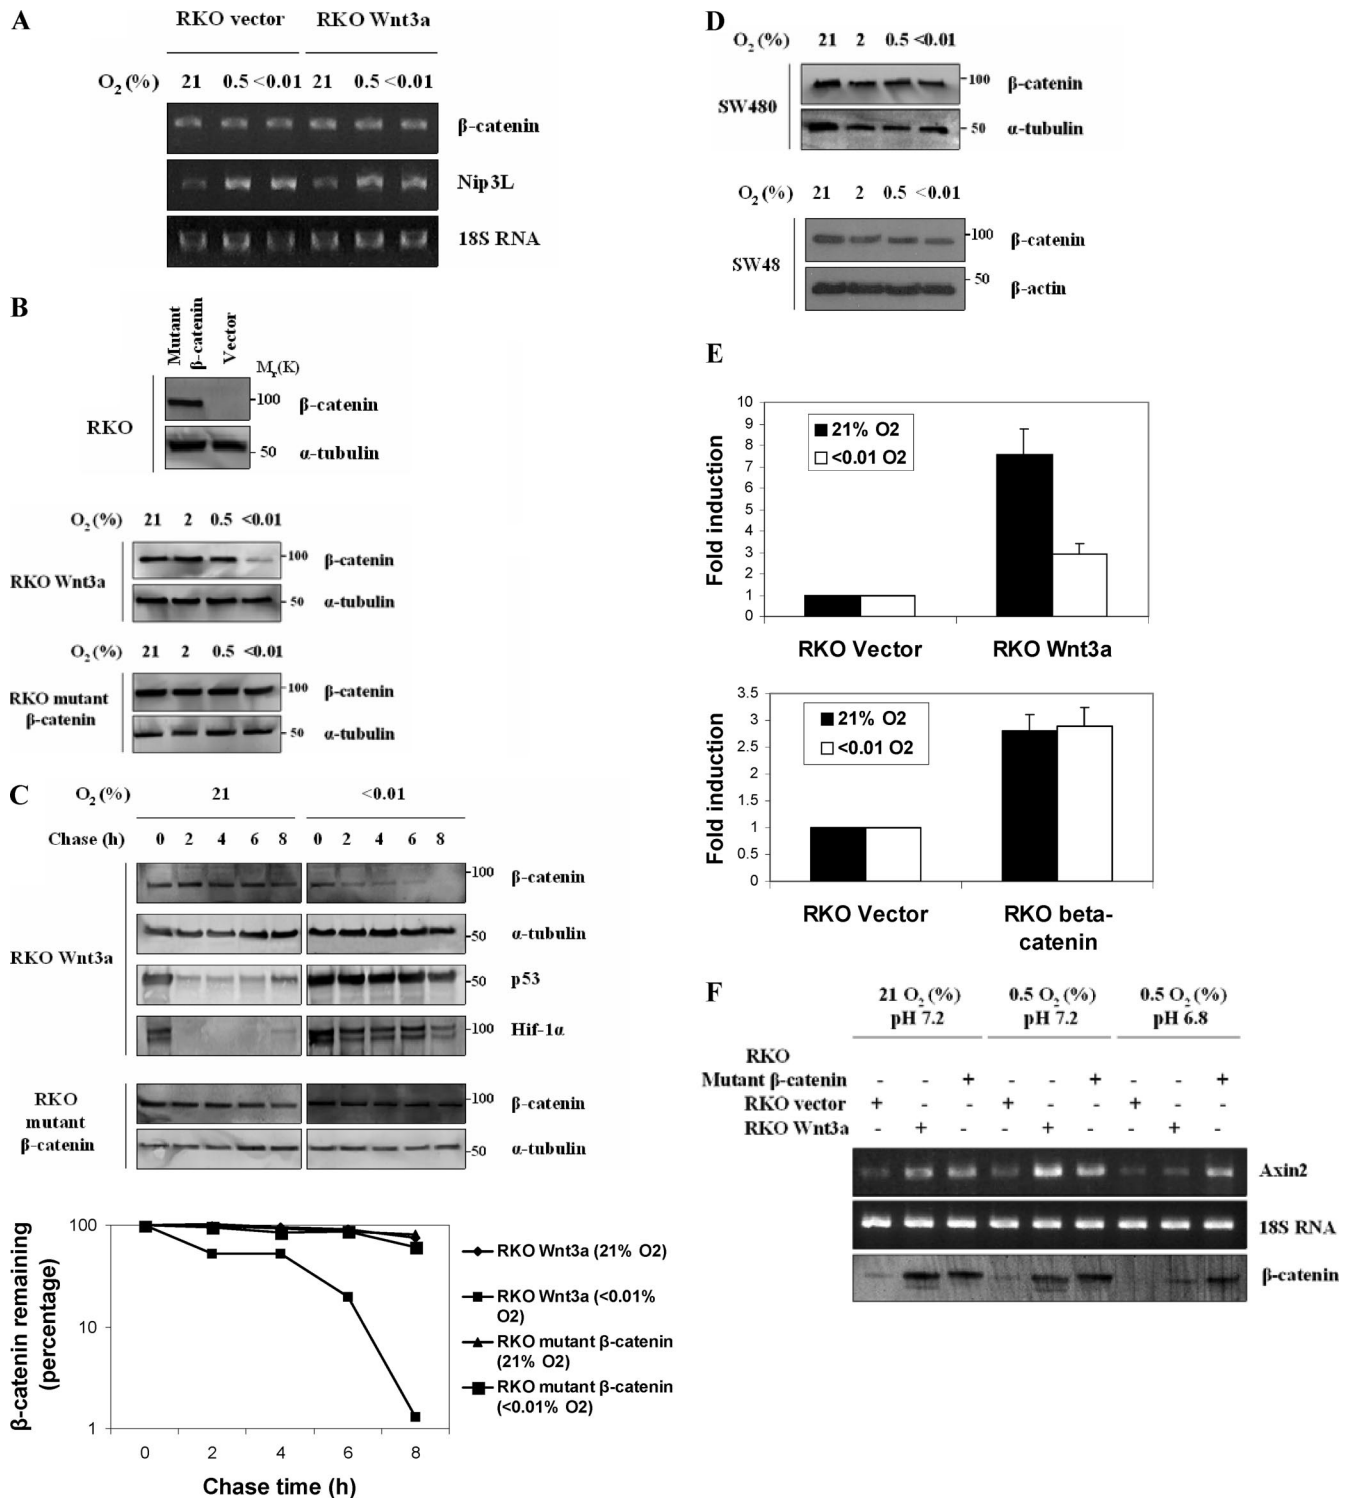 A
RKO vector RKO Wnt3a
O2 (%) 21 0.5 <0.01 21 0.5 <0.01
β-catenin
Nip3L
18S RNA
B
Mutant β-catenin Vector
Mr(K)
RKO
100 β-catenin
50 α-tubulin
O2 (%) 21 2 0.5 <0.01
RKO Wnt3a
100 β-catenin
50 α-tubulin
O2 (%) 21 2 0.5 <0.01
RKO mutant β-catenin
100 β-catenin
50 α-tubulin
C
O2 (%) 21 <0.01
Chase (h) 0 2 4 6 8 0 2 4 6 8
RKO Wnt3a
100 β-catenin
50 α-tubulin
50 p53
100 Hif-1α
RKO mutant β-catenin
100 β-catenin
50 α-tubulin
β-catenin remaining (percentage)
100
10
1
0 2 4 6 8
Chase time (h)
RKO Wnt3a (21% O2)
RKO Wnt3a (<0.01% O2)
RKO mutant β-catenin (21% O2)
RKO mutant β-catenin (<0.01% O2)
D
O2 (%) 21 2 0.5 <0.01
SW480
100 β-catenin
50 α-tubulin
O2 (%) 21 2 0.5 <0.01
SW48
100 β-catenin
50 β-actin
E
Fold induction
10
9
8
7
6
5
4
3
2
1
0
21% O2
<0.01 O2
RKO Vector RKO Wnt3a
Fold induction
3.5
3
2.5
2
1.5
1
0.5
0
21% O2
<0.01 O2
RKO Vector RKO beta-catenin
F
21 O2 (%) 0.5 O2 (%) 0.5 O2 (%)
pH 7.2 pH 7.2 pH 6.8
RKO
Mutant β-catenin - - + - - + - - +
RKO vector + - - + - - + - -
RKO Wnt3a - + - - + - - + -
Axin2
18S RNA
β-catenin